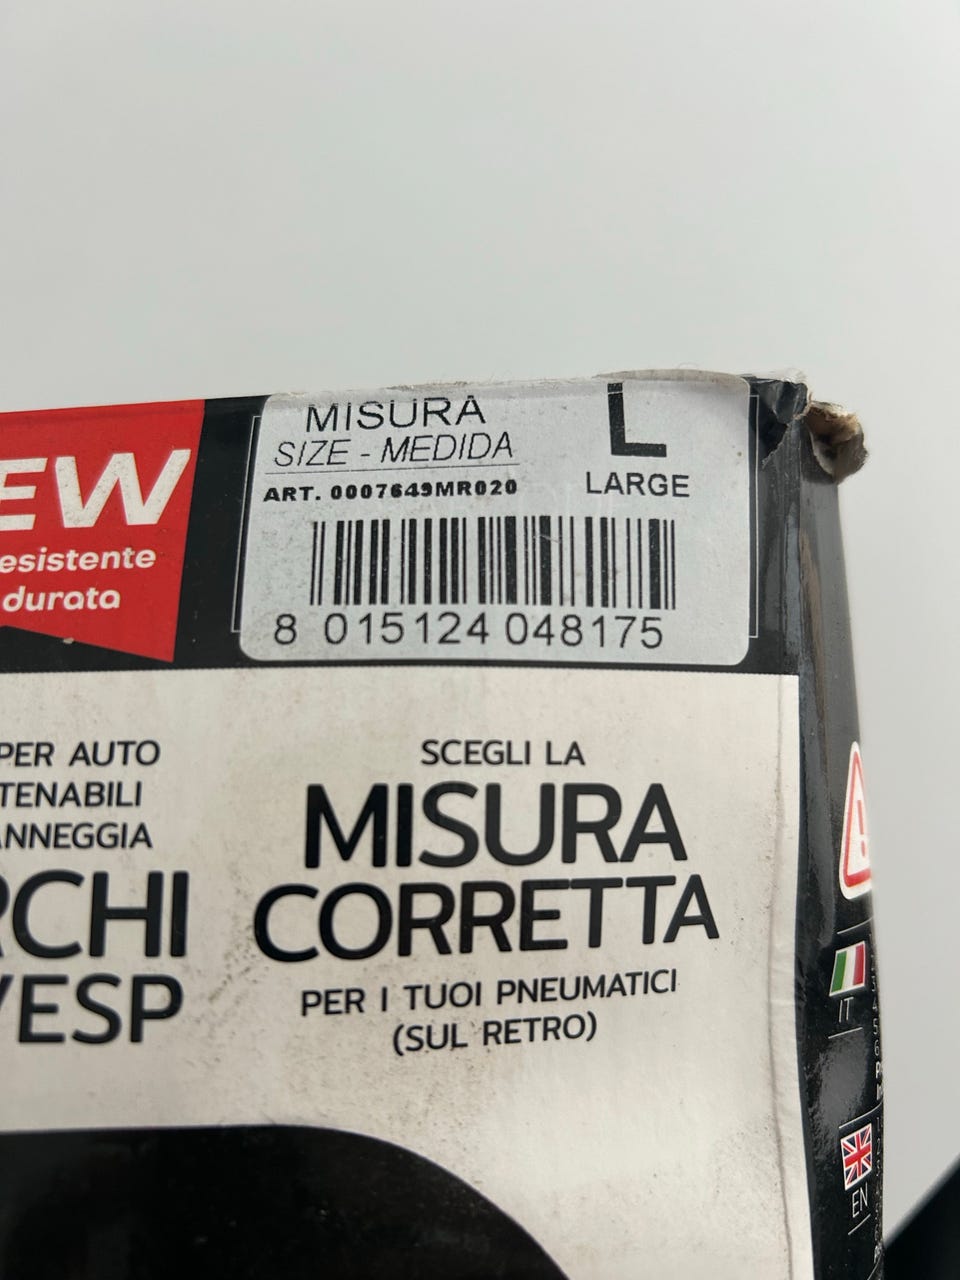 MISURA
SIZE - MEDIDA
L
LARGE
ART. 0007649MR020
8 015124 048175
EW
esistente
durata
PER AUTO
TENABILI
ANNEGGIA
RCHI
VESP
SCEGLI LA
MISURA
CORRETTA
PER I TUOI PNEUMATICI
(SUL RETRO)
IT
EN